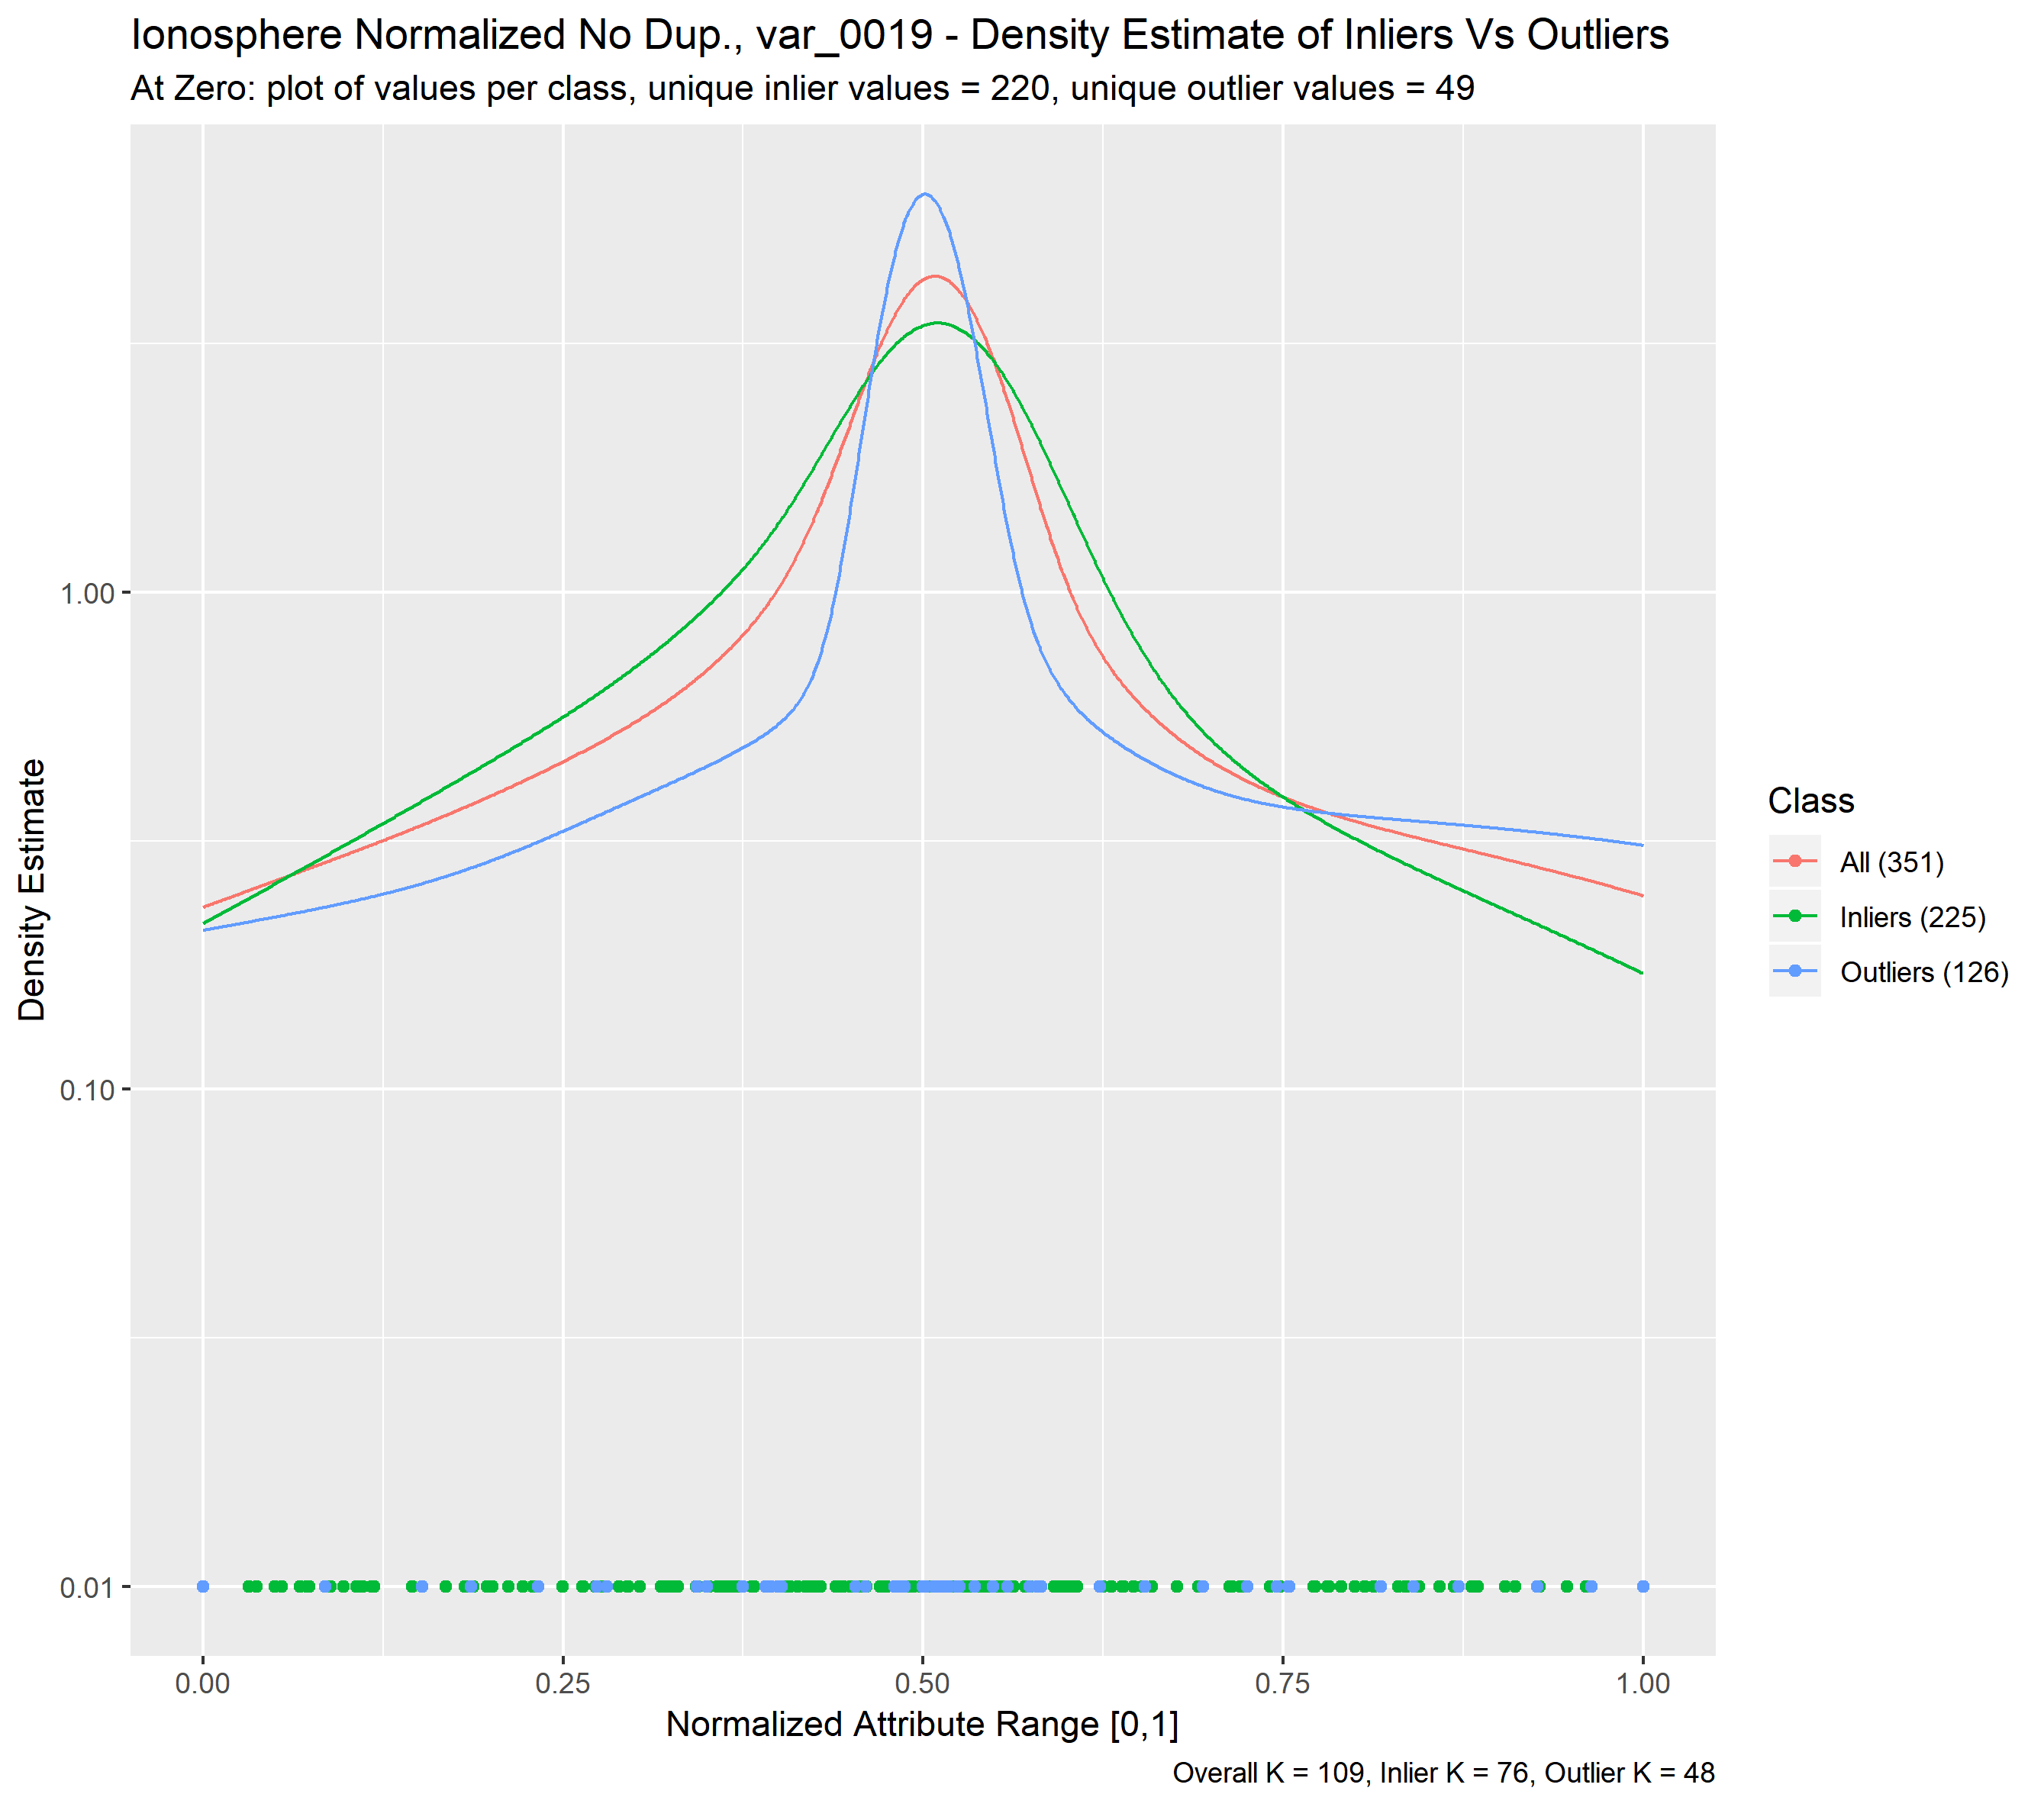 Ionosphere Normalized No Dup., var_0019 - Density Estimate of Inliers Vs Outliers
At Zero: plot of values per class, unique inlier values = 220, unique outlier values = 49
Density Estimate
1.00
0.10
0.01
0.00
0.25
0.50
0.75
1.00
Normalized Attribute Range [0,1]
Class
All (351)
Inliers (225)
Outliers (126)
Overall K = 109, Inlier K = 76, Outlier K = 48